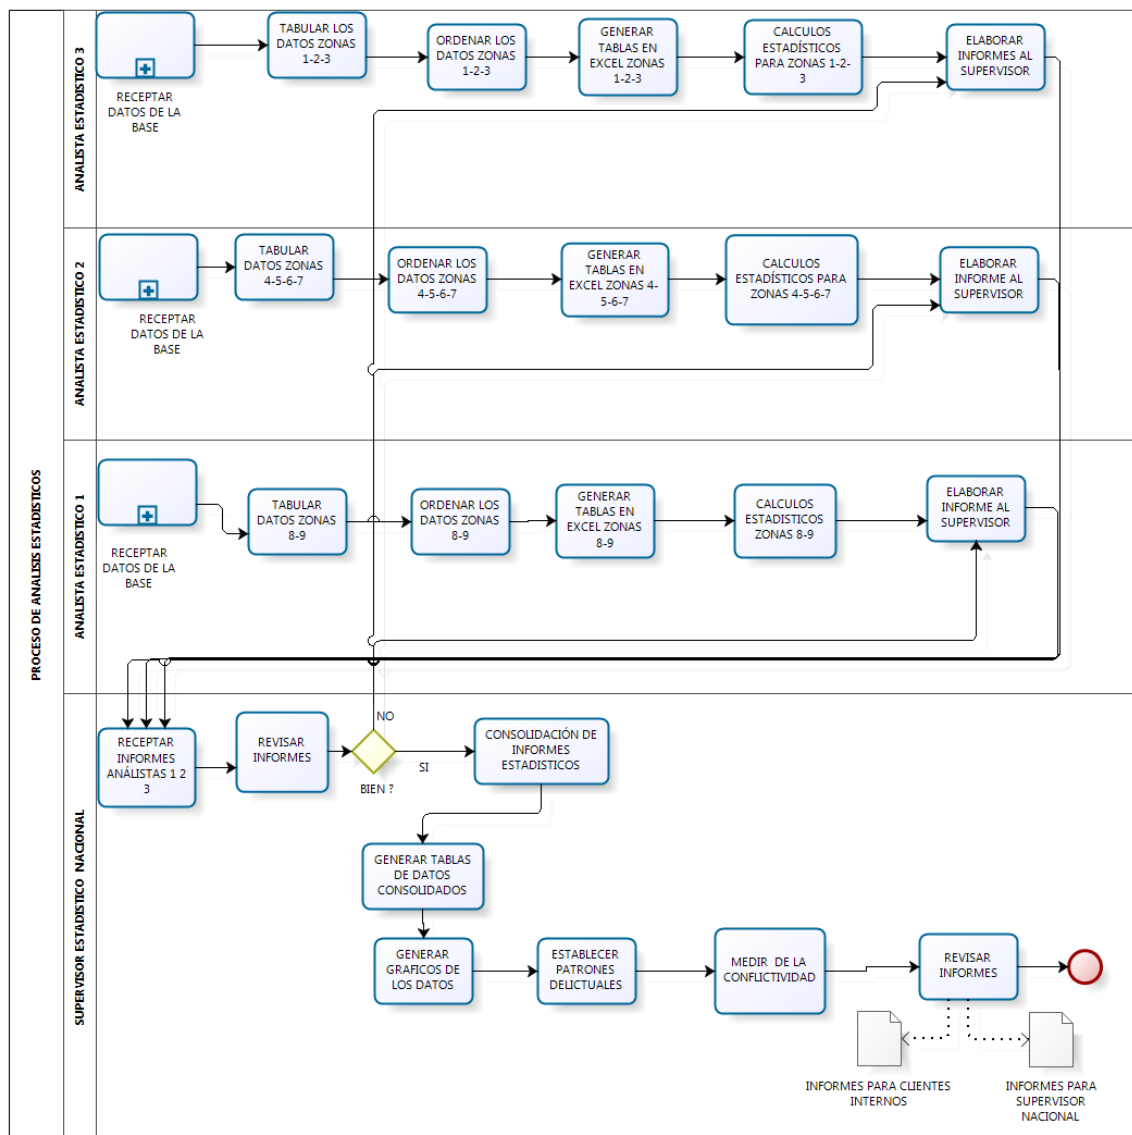 PROCESO DE ANALISIS ESTADISTICOS
ANALISTA ESTADISTICO 3
RECEPTAR
DATOS DE LA
BASE
TABULAR LOS
DATOS ZONAS
1-2-3
ORDENAR LOS
DATOS ZONAS
1-2-3
GENERAR
TABLAS EN
EXCEL ZONAS
1-2-3
CALCULOS
ESTADÍSTICOS
PARA ZONAS 1-2-
3
ELABORAR
INFORMES AL
SUPERVISOR
ANALISTA ESTADISTICO 2
RECEPTAR
DATOS DE LA
BASE
TABULAR
DATOS ZONAS
4-5-6-7
ORDENAR LOS
DATOS ZONAS
4-5-6-7
GENERAR
TABLAS EN
EXCEL ZONAS 4-
5-6-7
CALCULOS
ESTADÍSTICOS PARA
ZONAS 4-5-6-7
ELABORAR
INFORME AL
SUPERVISOR
ANALISTA ESTADISTICO 1
RECEPTAR
DATOS DE LA
BASE
TABULAR
DATOS ZONAS
8-9
ORDENAR LOS
DATOS ZONAS
8-9
GENERAR
TABLAS EN
EXCEL ZONAS
8-9
CALCULOS
ESTADISTICOS
ZONAS 8-9
ELABORAR
INFORME AL
SUPERVISOR
SUPERVISOR ESTADISTICO NACIONAL
RECEPTAR
INFORMES
ANÁLISTAS 1 2
3
REVISAR
INFORMES
NO
SI
BIEN ?
CONSOLIDACIÓN DE
INFORMES
ESTADISTICOS
GENERAR TABLAS
DE DATOS
CONSOLIDADOS
GENERAR
GRAFICOS DE
LOS DATOS
ESTABLECER
PATRONES
DELICTUALES
MEDIR DE LA
CONFLICTIVIDAD
REVISAR
INFORMES
INFORMES PARA CLIENTES
INTERNOS
INFORMES PARA
SUPERVISOR
NACIONAL